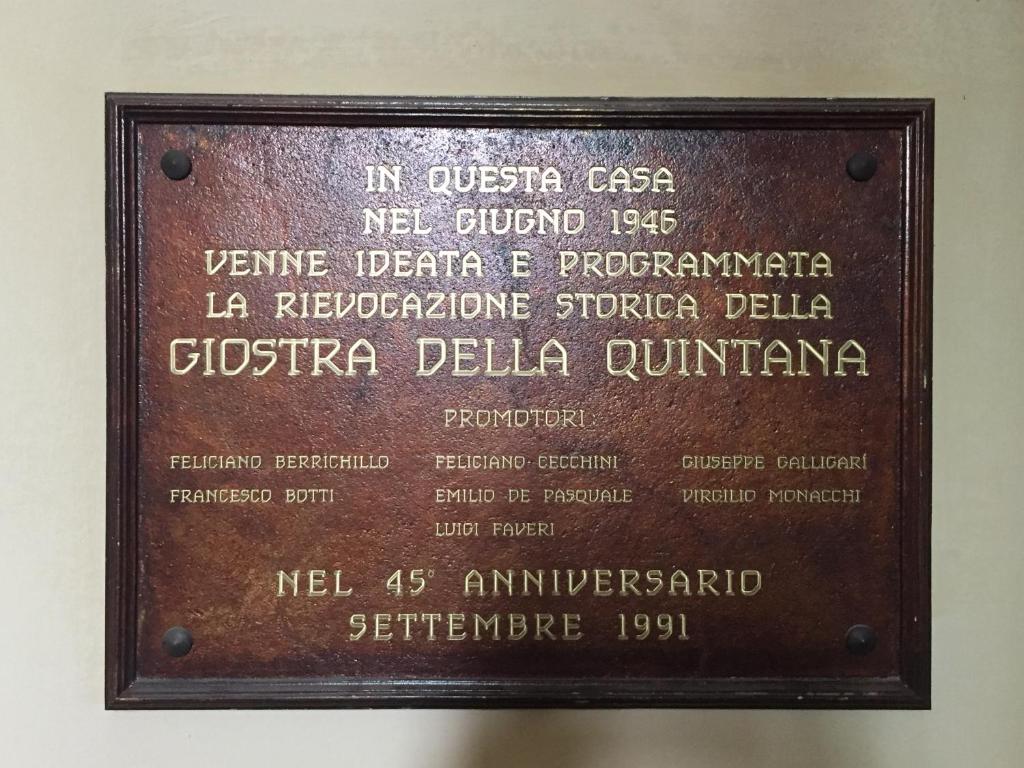 IN QUESTA CASA
NEL GIUGNO 1946
VENNE IDEATA E PROGRAMMATA
LA RIEVOCAZIONE STORICA DELLA
GIOSTRA DELLA QUINTANA
PROMOTORI:
FELICIANO BERRICHILLO FELICIANO CECCHINI GIUSEPPE GALLIGARÍ
FRANCESCO BOTTI EMILIO DE PASQUALE VIRGILIO MONACCHI
LUIGI FAVERI
NEL 45° ANNIVERSARIO
SETTEMBRE 1991